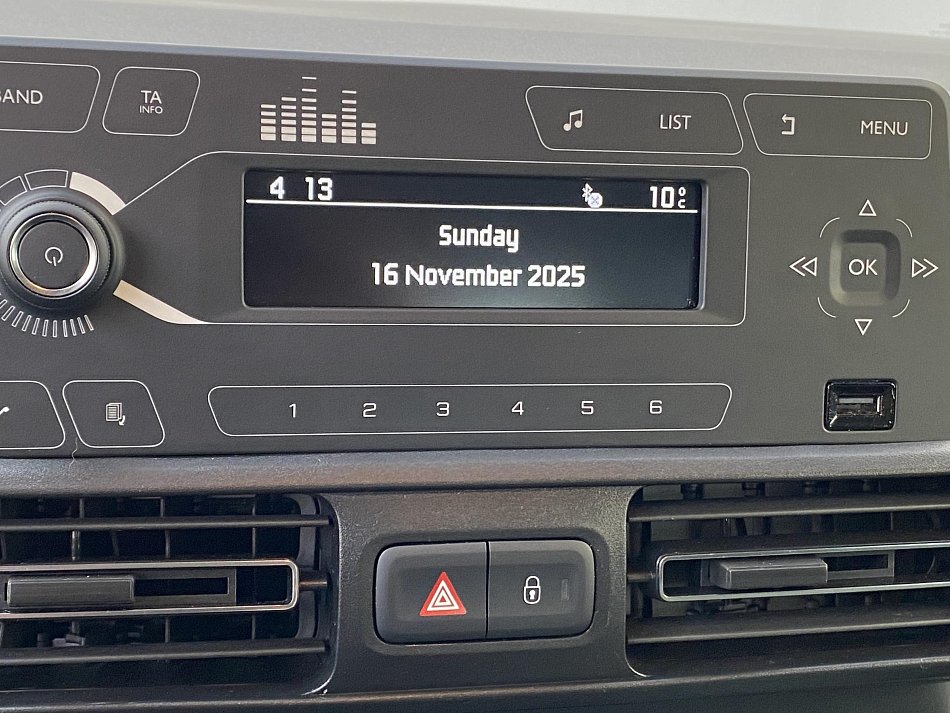 BAND
TA
INFO
LIST
MENU
4 13
10°C
Sunday
16 November 2025
OK
1 2 3 4 5 6